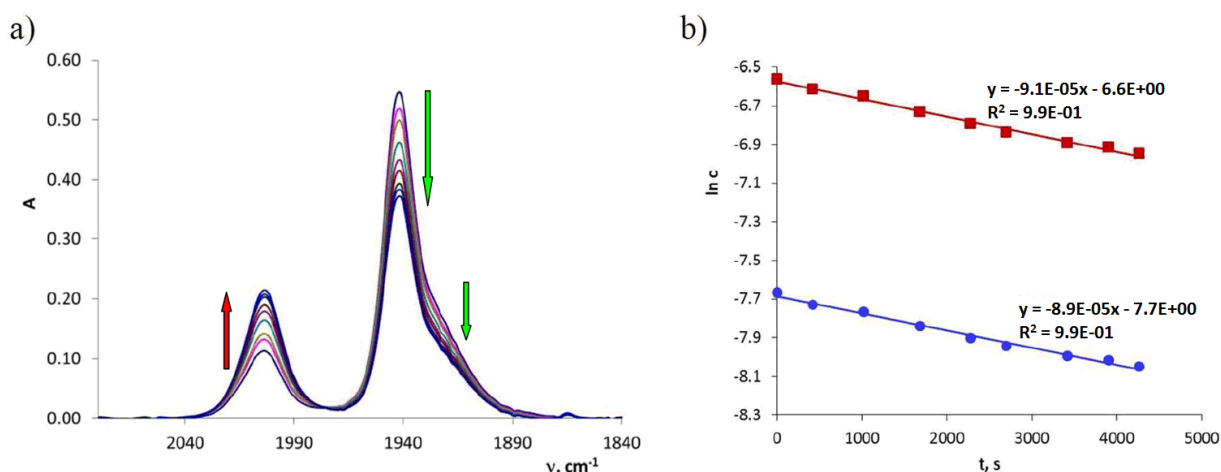 a)
0.60
0.50
0.40
0.30
0.20
0.10
0.00
A
2040
1990
1940
1890
1840
ν, cm-1
b)
-6.5
-6.7
-6.9
-7.1
-7.3
-7.5
-7.7
-7.9
-8.1
-8.3
ln c
y = -9.1E-05x - 6.6E+00
R² = 9.9E-01
y = -8.9E-05x - 7.7E+00
R² = 9.9E-01
0
1000
2000
3000
4000
5000
t, s